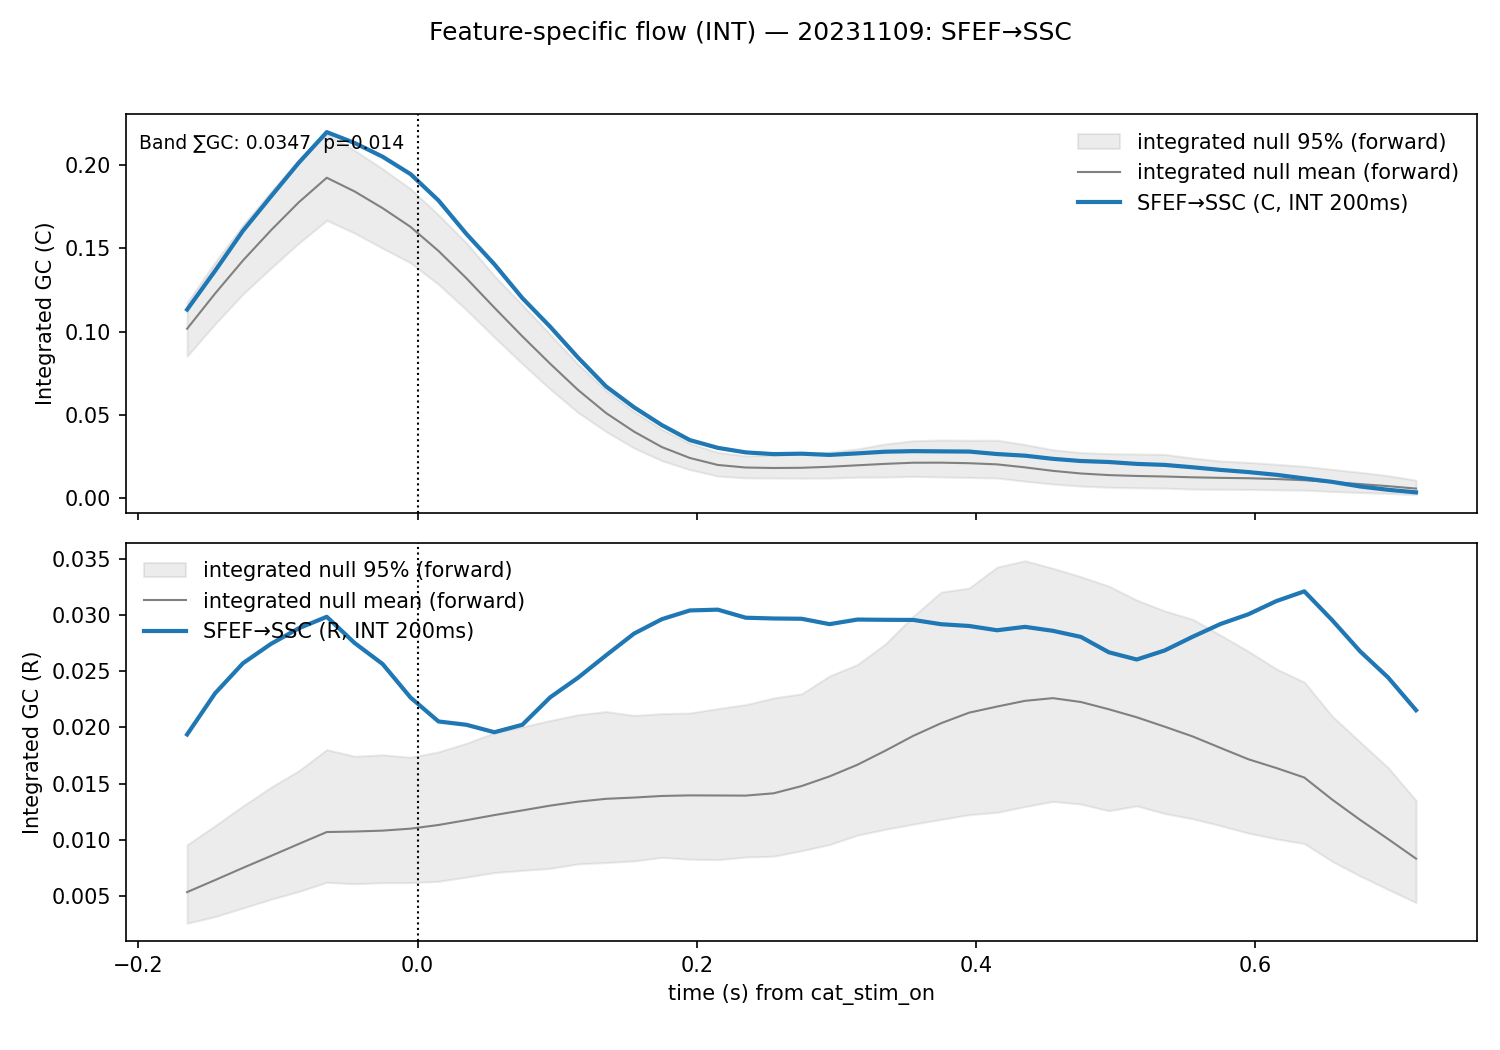 Feature-specific flow (INT) — 20231109: SFEF→SSC
Band ∑GC: 0.0347  p=0.014
integrated null 95% (forward)
integrated null mean (forward)
SFEF→SSC (C, INT 200ms)
Integrated GC (C)
0.20
0.15
0.10
0.05
0.00
integrated null 95% (forward)
integrated null mean (forward)
SFEF→SSC (R, INT 200ms)
Integrated GC (R)
0.035
0.030
0.025
0.020
0.015
0.010
0.005
−0.2 0.0 0.2 0.4 0.6
time (s) from cat_stim_on